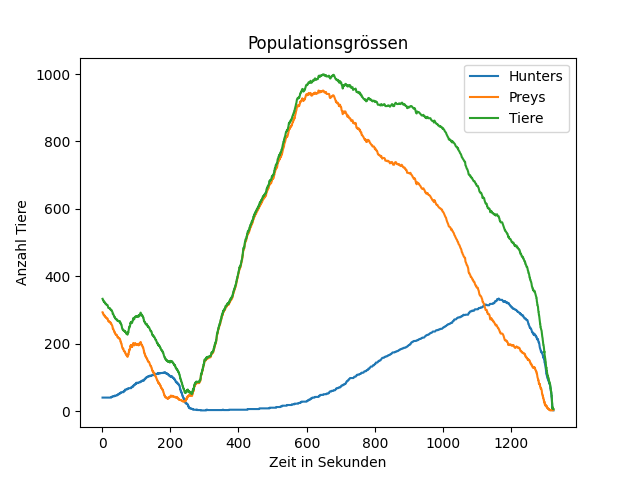 Populationsgrössen
Hunters
Preys
Tiere
1000
800
600
400
200
0
Anzahl Tiere
0 200 400 600 800 1000 1200
Zeit in Sekunden